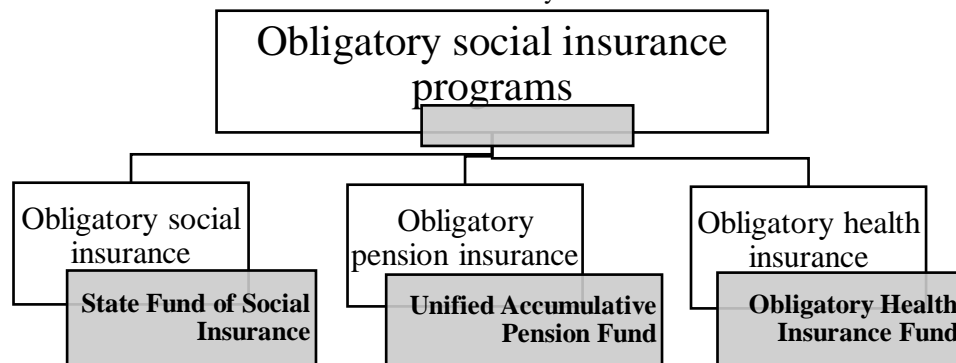 Obligatory social insurance
programs
Obligatory social
insurance
State Fund of Social
Insurance
Obligatory
pension insurance
Unified Accumulative
Pension Fund
Obligatory health
insurance
Obligatory Health
Insurance Fund